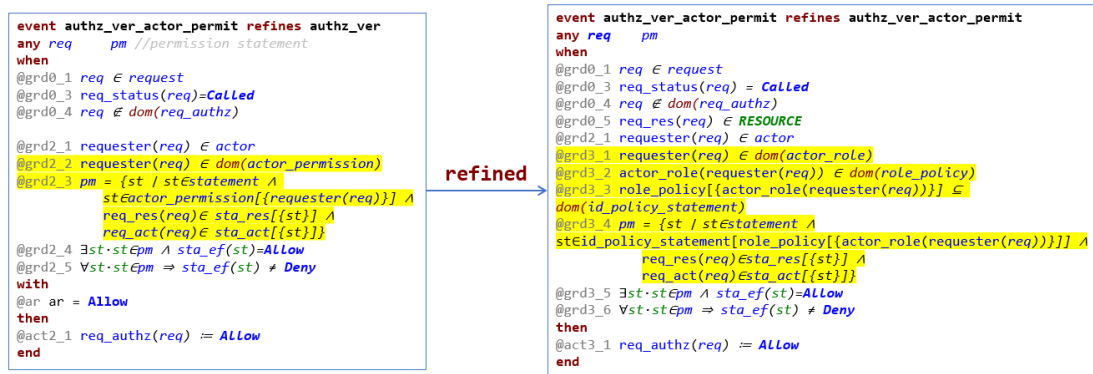 event authz_ver_actor_permit refines authz_ver
any req pm //permission statement
when
@grd0_1 req ∈ request
@grd0_3 req_status(req)=Called
@grd0_4 req ∉ dom(req_authz)
@grd2_1 requester(req) ∈ actor
@grd2_2 requester(req) ∈ dom(actor_permission)
@grd2_3 pm = {st ∣ st∈statement ∧
st∈actor_permission[{requester(req)}] ∧
req_res(req)∈ sta_res[{st}] ∧
req_act(req)∈ sta_act[{st}]}
@grd2_4 ∃st·st∈pm ∧ sta_ef(st)=Allow
@grd2_5 ∀st·st∈pm ⇒ sta_ef(st) ≠ Deny
with
@ar ar = Allow
then
@act2_1 req_authz(req) ≔ Allow
end
refined
event authz_ver_actor_permit refines authz_ver_actor_permit
any req pm
when
@grd0_1 req ∈ request
@grd0_3 req_status(req) = Called
@grd0_4 req ∉ dom(req_authz)
@grd0_5 req_res(req) ∈ RESOURCE
@grd2_1 requester(req) ∈ actor
@grd3_1 requester(req) ∈ dom(actor_role)
@grd3_2 actor_role(requester(req)) ∈ dom(role_policy)
@grd3_3 role_policy[{actor_role(requester(req))}] ⊆
dom(id_policy_statement)
@grd3_4 pm = {st ∣ st∈statement ∧
st∈id_policy_statement[role_policy[{actor_role(requester(req))}]] ∧
req_res(req)∈sta_res[{st}] ∧
req_act(req)∈sta_act[{st}]}
@grd3_5 ∃st·st∈pm ∧ sta_ef(st)=Allow
@grd3_6 ∀st·st∈pm ⇒ sta_ef(st) ≠ Deny
then
@act3_1 req_authz(req) ≔ Allow
end